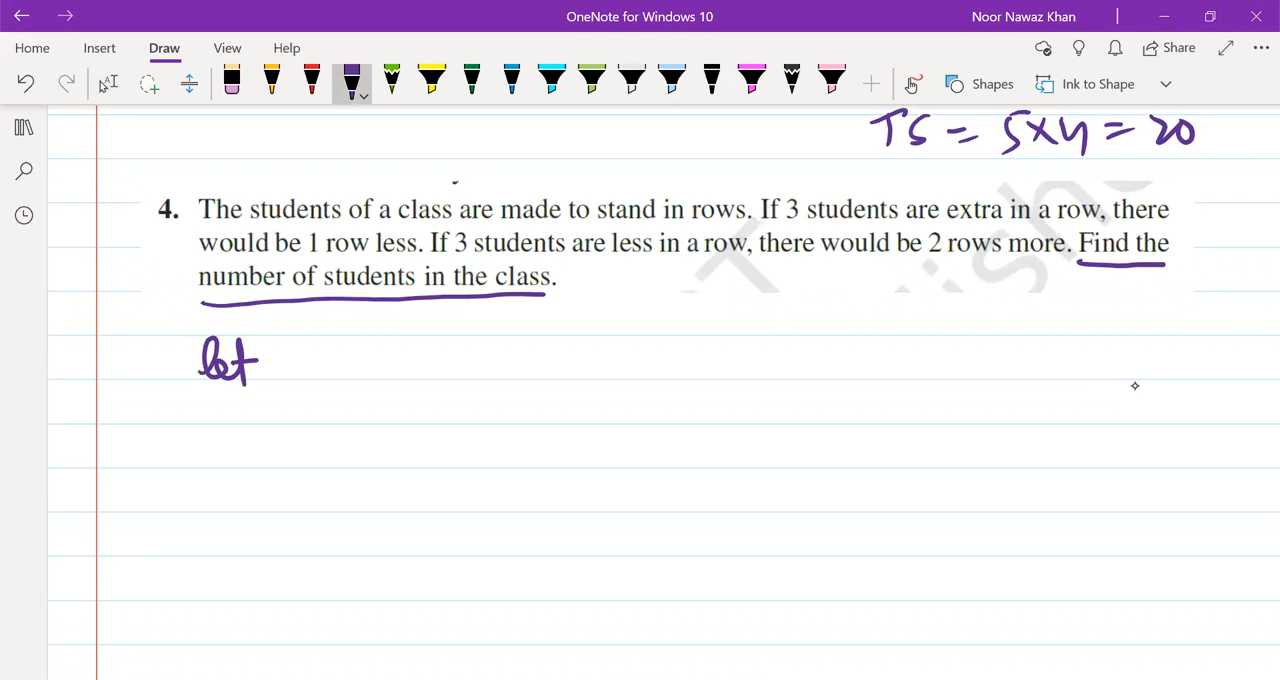 OneNote for Windows 10
Noor Nawaz Khan
Home Insert Draw View Help
Share
Shapes
Ink to Shape
TS = 5x4 = 20
4. The students of a class are made to stand in rows. If 3 students are extra in a row, there
would be 1 row less. If 3 students are less in a row, there would be 2 rows more. Find the
number of students in the class.
let